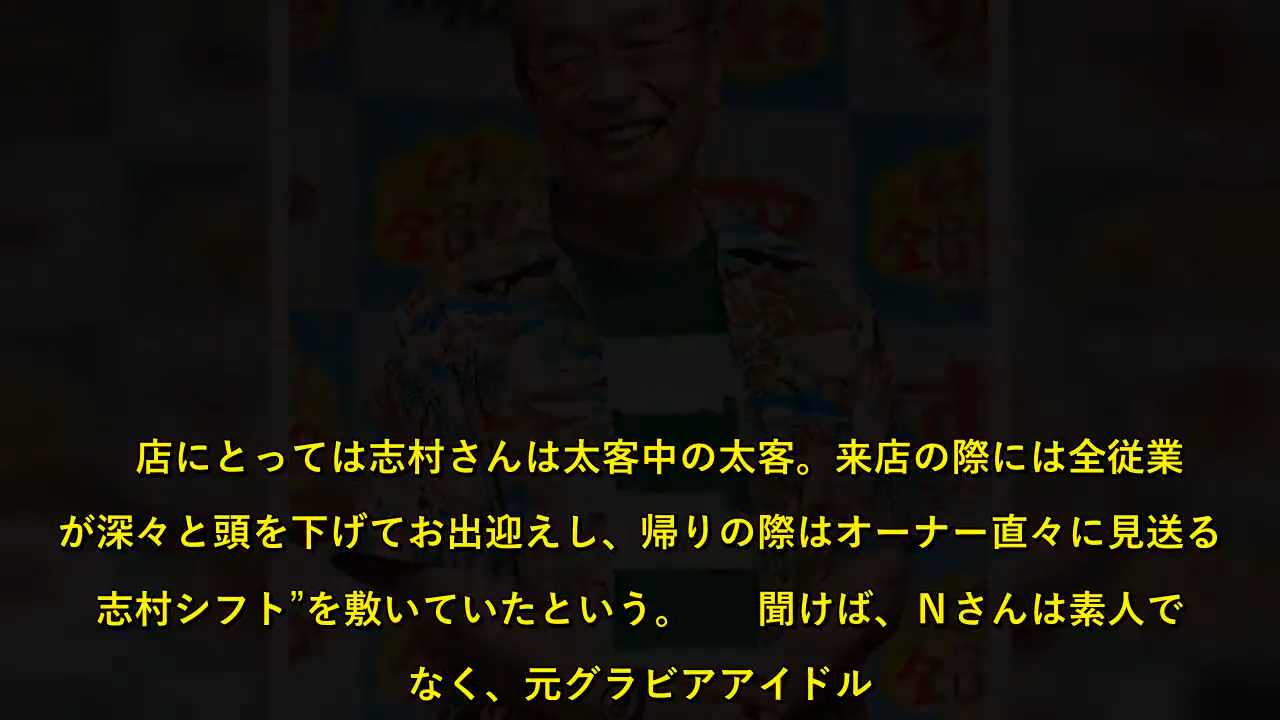 店にとっては志村さんは太客中の太客。来店の際には全従業
が深々と頭を下げてお出迎えし、帰りの際はオーナー直々に見送る
志村シフト”を敷いていたという。　　聞けば、Ｎさんは素人で
なく、元グラビアアイドル